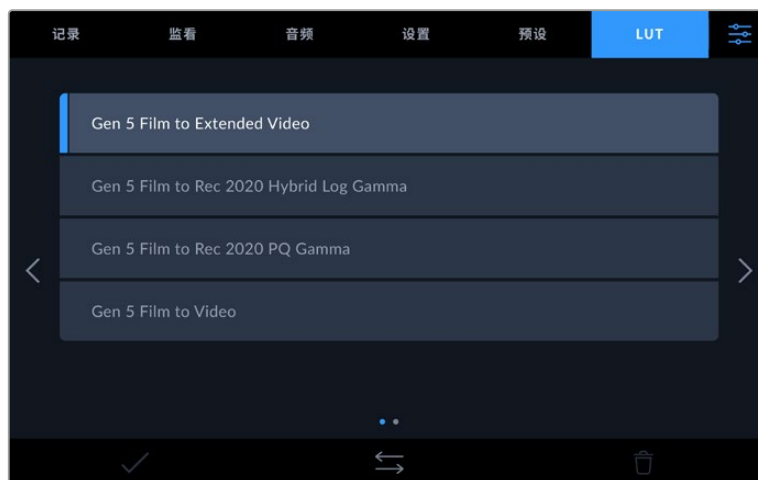 记录 监看 音频 设置 预设 LUT
Gen 5 Film to Extended Video
Gen 5 Film to Rec 2020 Hybrid Log Gamma
Gen 5 Film to Rec 2020 PQ Gamma
Gen 5 Film to Video